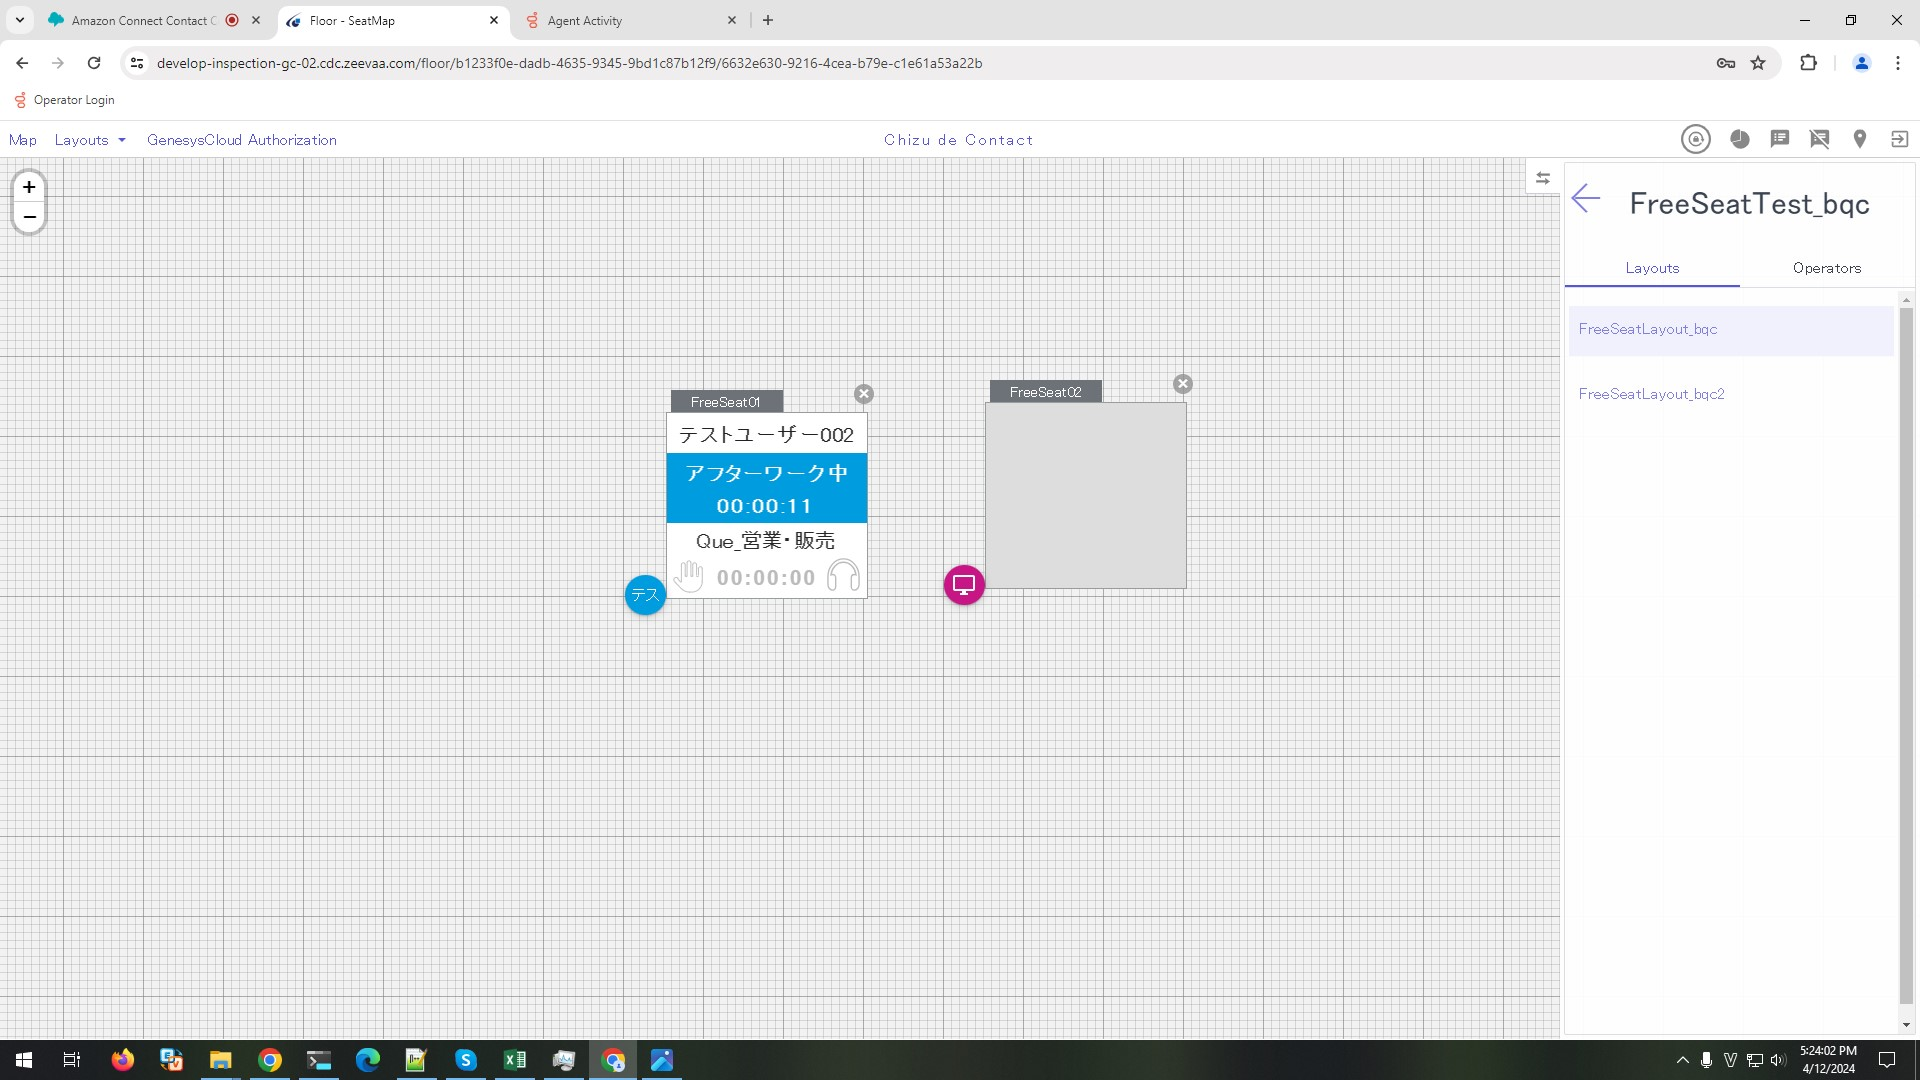 Amazon Connect Contact C
Floor - SeatMap
Agent Activity
develop-inspection-gc-02.cdc.zeevaa.com/floor/b1233f0e-dadb-4635-9345-9bd1c87b12f9/6632e630-9216-4cea-b79e-c1e61a53a22b
Operator Login
Map Layouts GenesysCloud Authorization Chizu de Contact
+
−
FreeSeatTest_bqc
Layouts Operators
FreeSeatLayout_bqc
FreeSeatLayout_bqc2
FreeSeat01
テストユーザー002
アフターワーク中
00:00:11
Que_営業・販売
00:00:00
テス
FreeSeat02
5:24:02 PM
4/12/2024